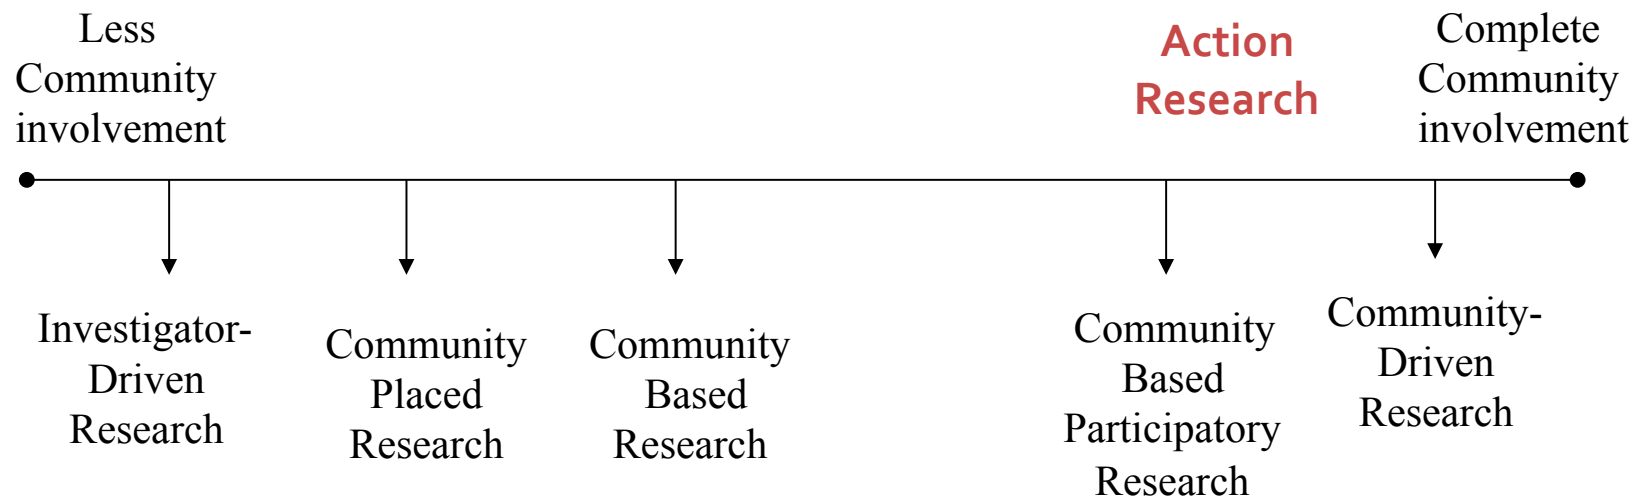 Less
Community
involvement
Action
Research
Complete
Community
involvement
Investigator-
Driven
Research
Community
Placed
Research
Community
Based
Research
Community
Based
Participatory
Research
Community-
Driven
Research